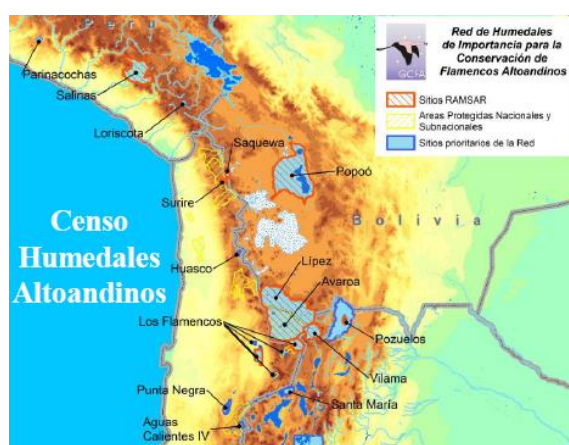 Peru
Parinacochas
Salinas
Loriscota
Saquewa
Surire
Popoó
Bolivia
Censo
Humedales
Altoandinos
Huasco
Lípez
Avaroa
Los Flamencos
Pozuelos
Vilama
Punta Negra
Santa María
Aguas
Calientes IV
GCFA
Red de Humedales
de Importancia para la
Conservación de
Flamencos Altoandinos
Sitios RAMSAR
Areas Protegidas Nacionales y
Subnacionales
Sitios prioritarios de la Red